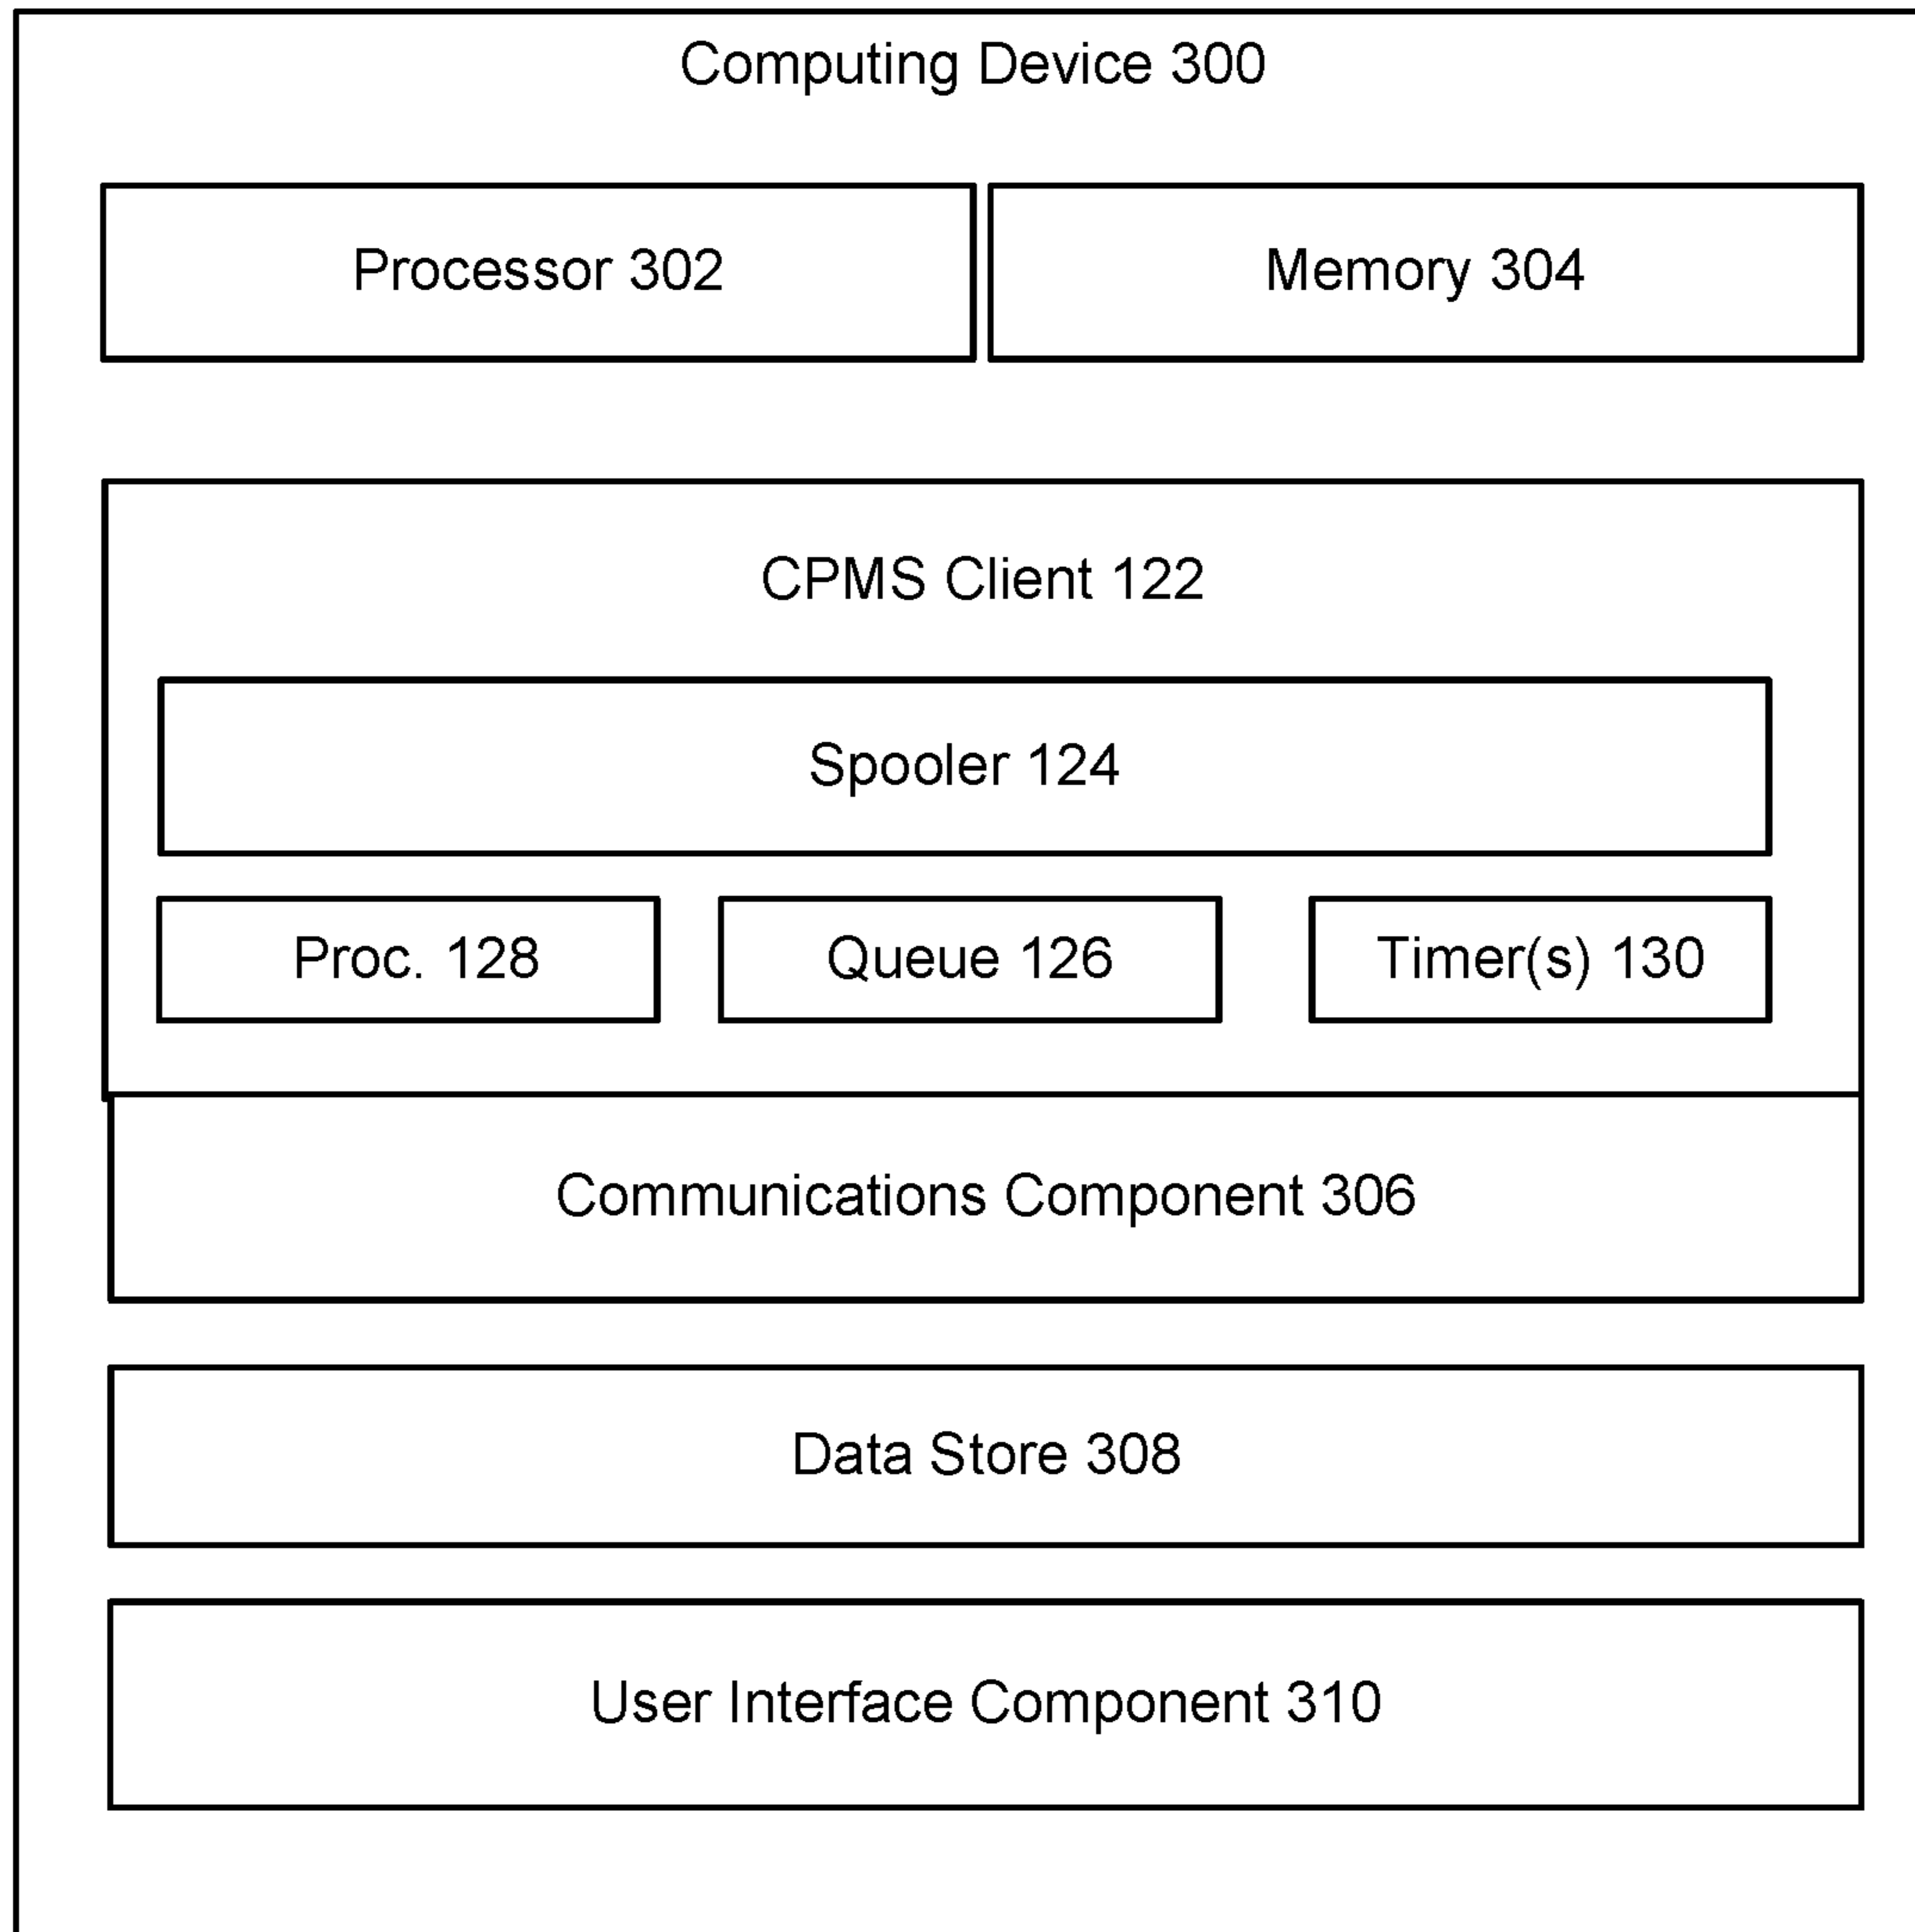 Computing Device 300
Processor 302
Memory 304
CPMS Client 122
Spooler 124
Proc. 128
Queue 126
Timer(s) 130
Communications Component 306
Data Store 308
User Interface Component 310